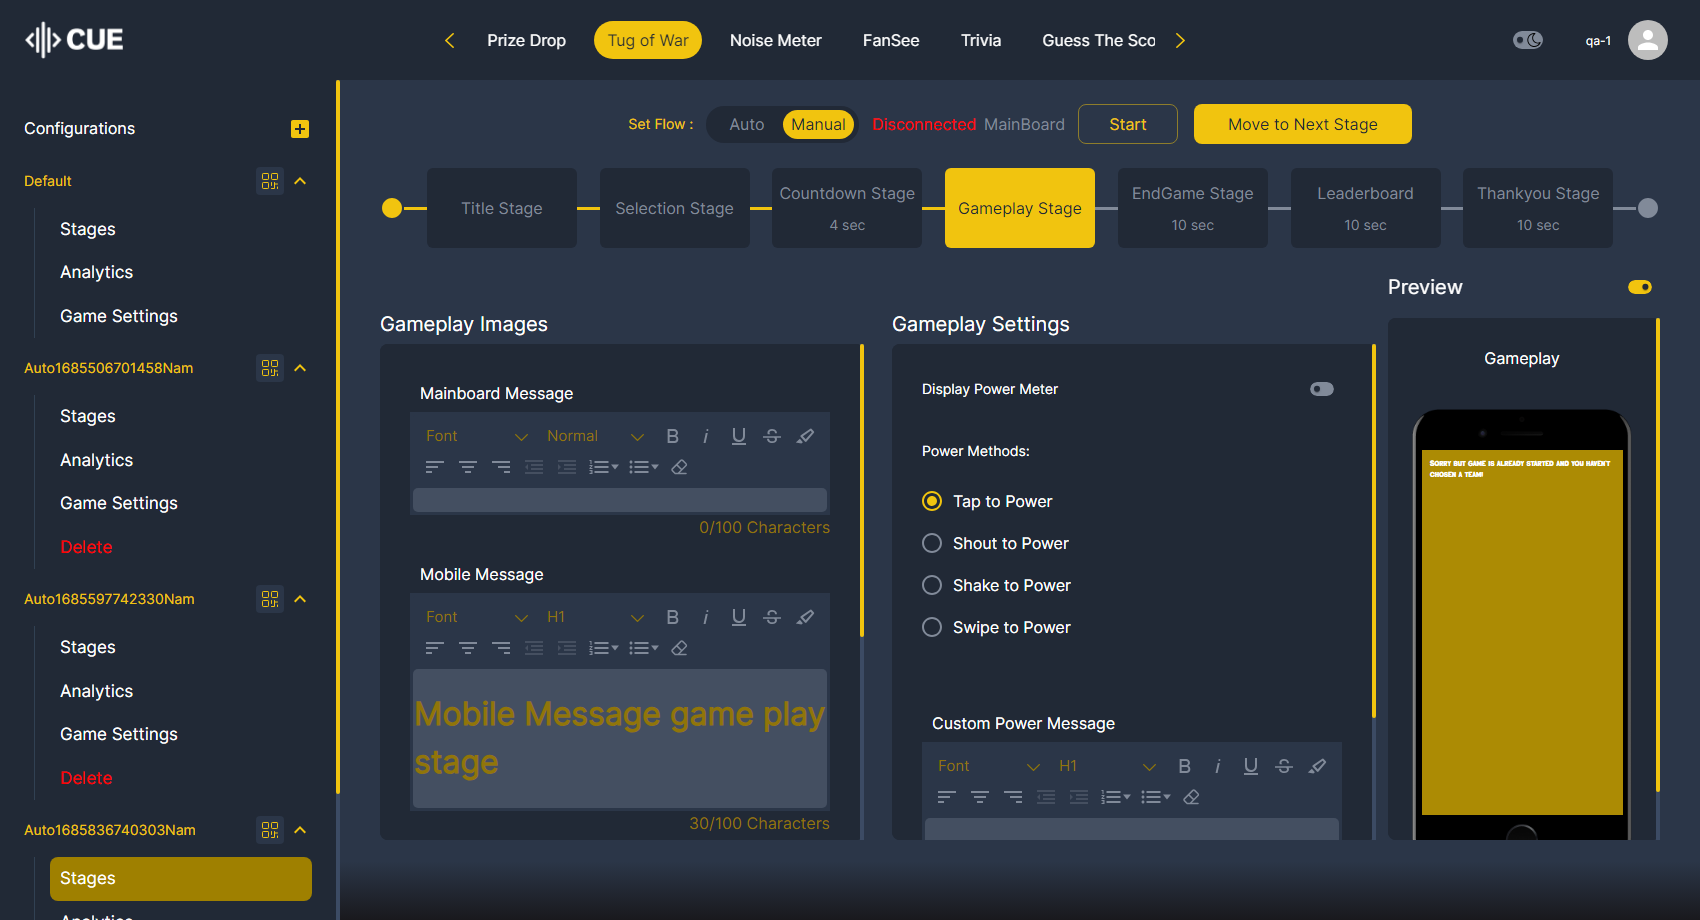 CUE
Prize Drop
Tug of War
Noise Meter
FanSee
Trivia
Guess The Sco
qa-1
Configurations
Default
Stages
Analytics
Game Settings
Auto1685506701458Nam
Stages
Analytics
Game Settings
Delete
Auto1685597742330Nam
Stages
Analytics
Game Settings
Delete
Auto1685836740303Nam
Stages
Analytics
Set Flow :
Auto
Manual
Disconnected MainBoard
Start
Move to Next Stage
Title Stage
Selection Stage
Countdown Stage
4 sec
Gameplay Stage
EndGame Stage
10 sec
Leaderboard
10 sec
Thankyou Stage
10 sec
Gameplay Images
Mainboard Message
Font
Normal
B i U S
0/100 Characters
Mobile Message
Font
H1
B i U S
Mobile Message game play
stage
30/100 Characters
Gameplay Settings
Display Power Meter
Power Methods:
Tap to Power
Shout to Power
Shake to Power
Swipe to Power
Custom Power Message
Font
H1
B i U S
Preview
Gameplay
Sorry but game is already started and you haven't
chosen a team!